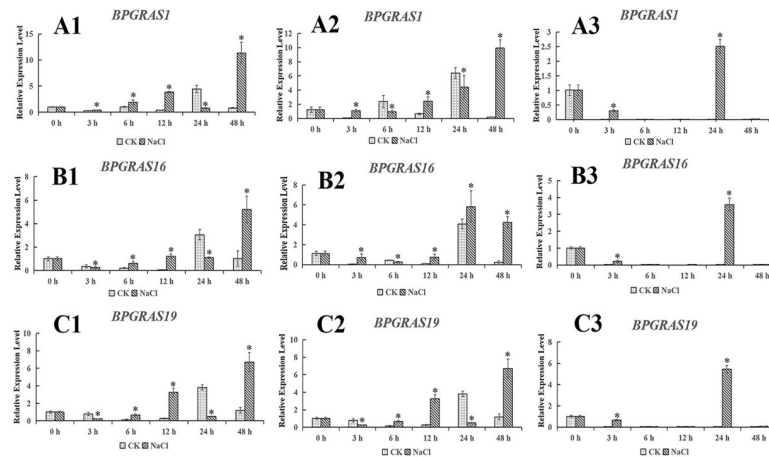 A1 BPGRAS1
Relative Expression Level
15
10
5
0
0 h 3 h 6 h 12 h 24 h 48 h
* * * * *
CK NaCl
A2 BPGRAS1
Relative Expression Level
12
10
8
6
4
2
0
0 h 3 h 6 h 12 h 24 h 48 h
* * * * *
CK NaCl
A3 BPGRAS1
Relative Expression Level
3
2.5
2
1.5
1
0.5
0
0 h 3 h 6 h 12 h 24 h 48 h
* *
CK NaCl
B1 BPGRAS16
Relative Expression Level
8
6
4
2
0
0 h 3 h 6 h 12 h 24 h 48 h
* * * * *
CK NaCl
B2 BPGRAS16
Relative Expression Level
8
6
4
2
0
0 h 3 h 6 h 12 h 24 h 48 h
* * * * *
CK NaCl
B3 BPGRAS16
Relative Expression Level
5
4
3
2
1
0
0 h 3 h 6 h 12 h 24 h 48 h
* *
CK NaCl
C1 BPGRAS19
Relative Expression Level
8
6
4
2
0
0 h 3 h 6 h 12 h 24 h 48 h
* * * * *
CK NaCl
C2 BPGRAS19
Relative Expression Level
8
6
4
2
0
0 h 3 h 6 h 12 h 24 h 48 h
* * * * *
CK NaCl
C3 BPGRAS19
Relative Expression Level
8
6
4
2
0
0 h 3 h 6 h 12 h 24 h 48 h
* *
CK NaCl